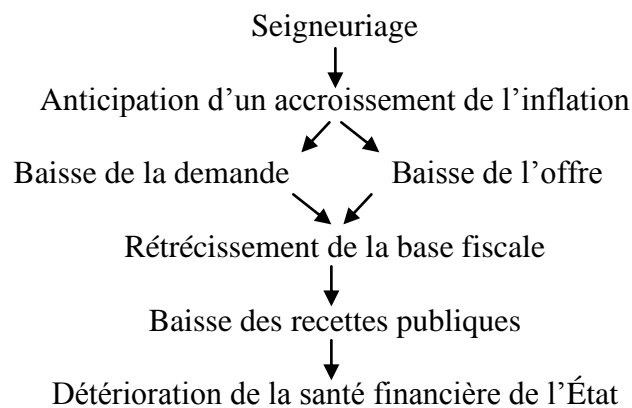 Seigneuriage
Anticipation d’un accroissement de l’inflation
Baisse de la demande
Baisse de l’offre
Rétrécissement de la base fiscale
Baisse des recettes publiques
Détérioration de la santé financière de l’État